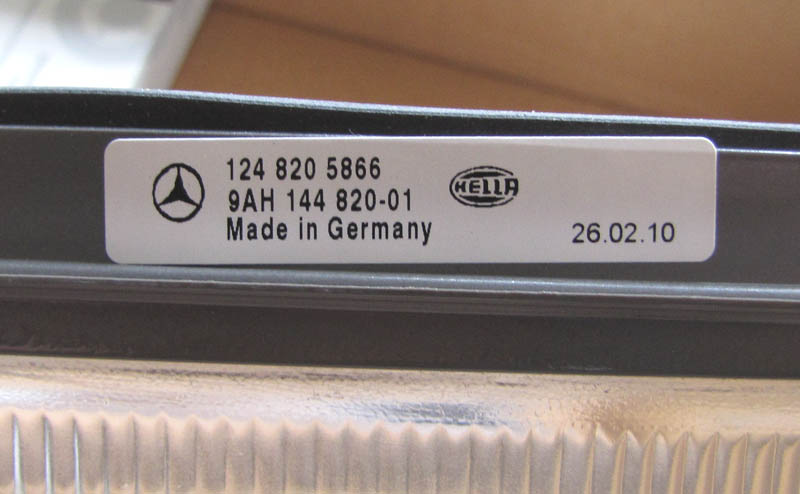 124 820 5866
9AH 144 820-01
Made in Germany
HELLA
26.02.10